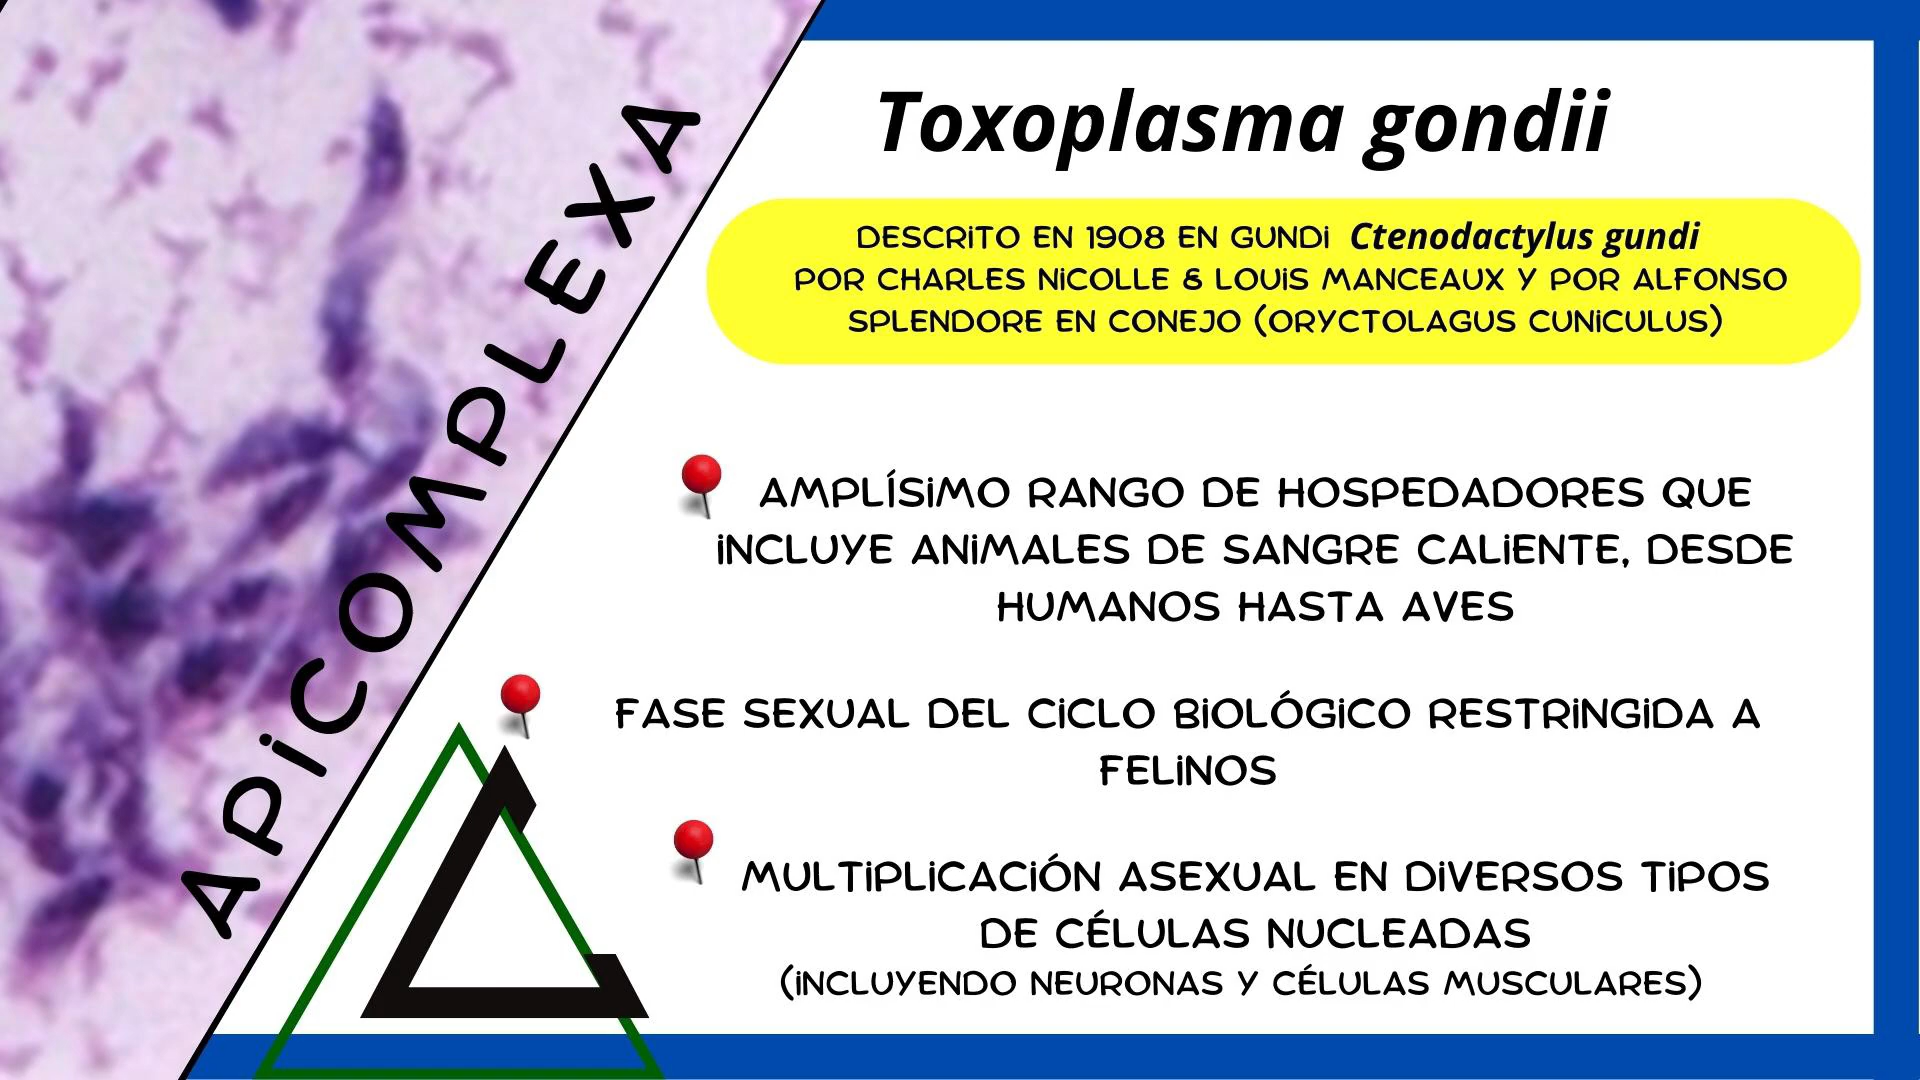 APiCOMPLEXA
Toxoplasma gondii
DESCRiTO EN 1908 EN GUNDi Ctenodactylus gundi
POR CHARLES NiCOLLE & LOUiS MANCEAUX Y POR ALFONSO
SPLENDORE EN CONEJO (ORYCTOLAGUS CUNiCULUS)
AMPLÍSiMO RANGO DE HOSPEDADORES QUE
iNCLUYE ANiMALES DE SANGRE CALiENTE, DESDE
HUMANOS HASTA AVES
FASE SEXUAL DEL CiCLO BiOLÓGiCO RESTRiNGiDA A
FELiNOS
MULTiPLiCACiÓN ASEXUAL EN DiVERSOS TiPOS
DE CÉLULAS NUCLEADAS
(iNCLUYENDO NEURONAS Y CÉLULAS MUSCULARES)